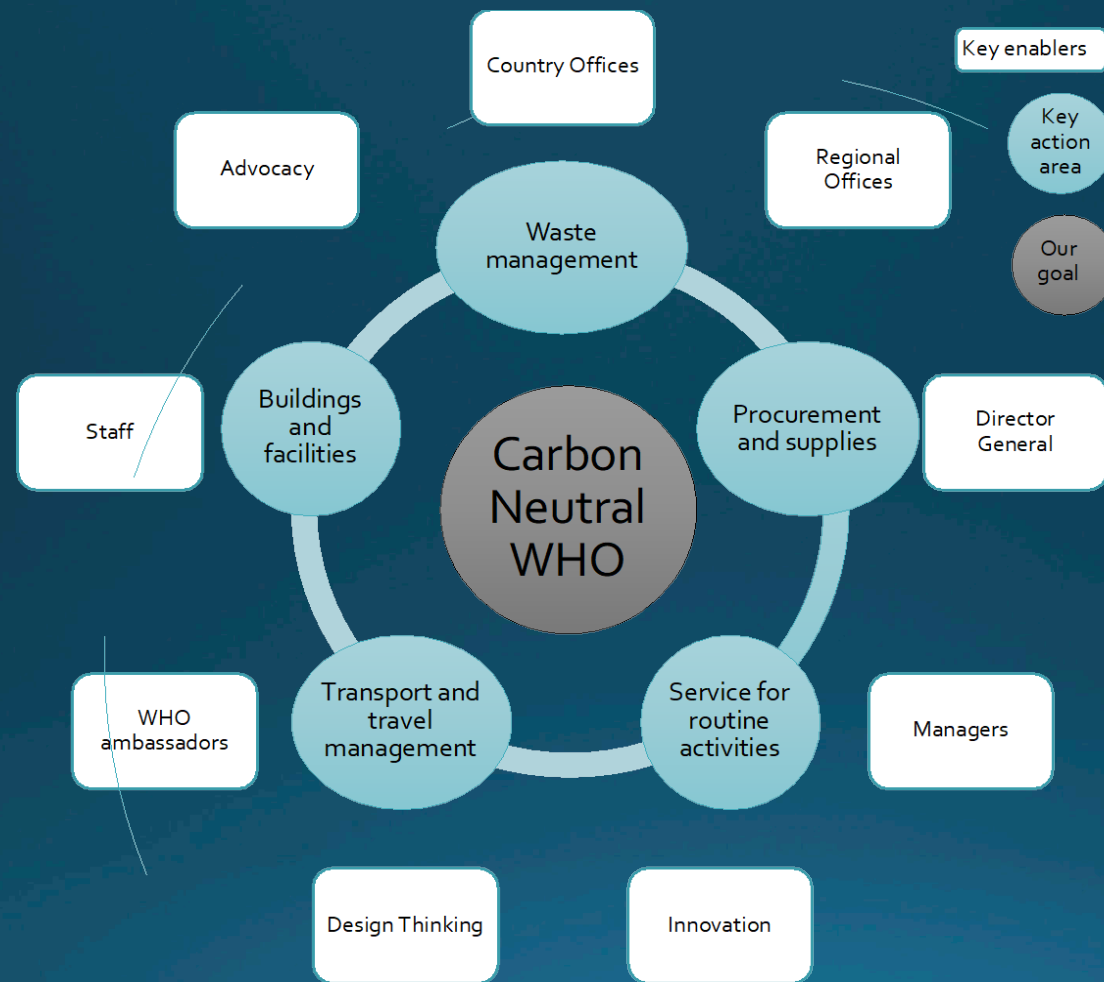 Country Offices
Key enablers
Key
action
area
Advocacy
Regional
Offices
Waste
management
Our
goal
Buildings
and
facilities
Staff
Procurement
and supplies
Director
General
Carbon
Neutral
WHO
Transport and
travel
management
Service for
routine
activities
WHO
ambassadors
Managers
Design Thinking
Innovation